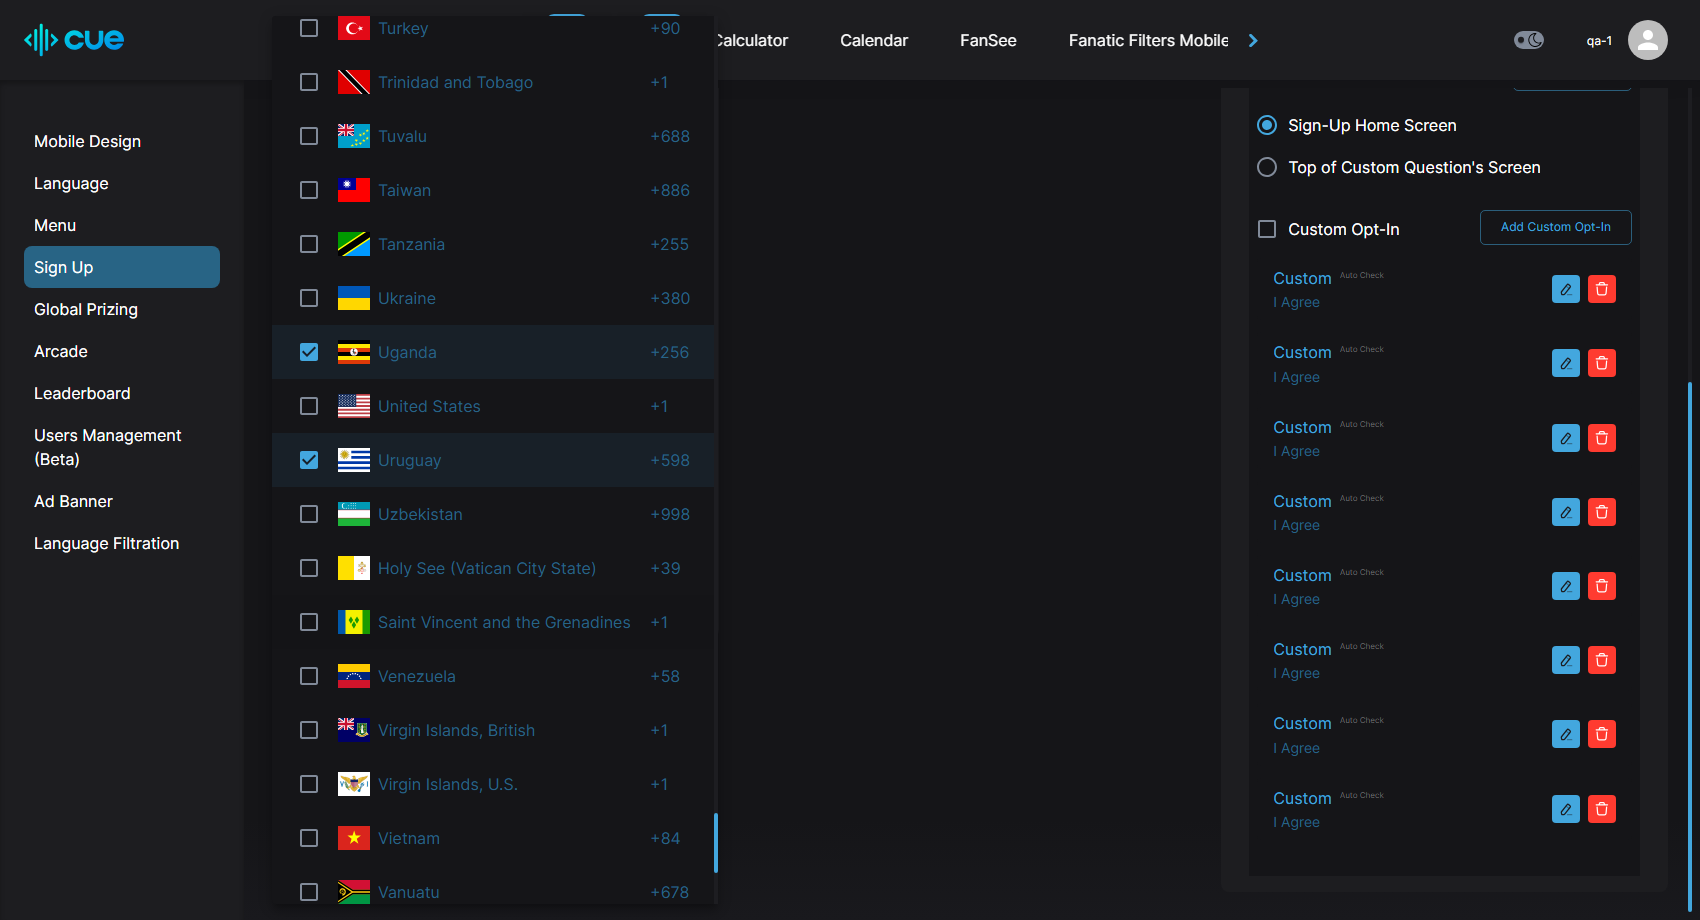 cue
Calculator
Calendar
FanSee
Fanatic Filters Mobile
qa-1
Mobile Design
Language
Menu
Sign Up
Global Prizing
Arcade
Leaderboard
Users Management
(Beta)
Ad Banner
Language Filtration
Turkey +90
Trinidad and Tobago +1
Tuvalu +688
Taiwan +886
Tanzania +255
Ukraine +380
Uganda +256
United States +1
Uruguay +598
Uzbekistan +998
Holy See (Vatican City State) +39
Saint Vincent and the Grenadines +1
Venezuela +58
Virgin Islands, British +1
Virgin Islands, U.S. +1
Vietnam +84
Vanuatu +678
Sign-Up Home Screen
Top of Custom Question's Screen
Custom Opt-In
Add Custom Opt-In
Custom Auto Check
I Agree
Custom Auto Check
I Agree
Custom Auto Check
I Agree
Custom Auto Check
I Agree
Custom Auto Check
I Agree
Custom Auto Check
I Agree
Custom Auto Check
I Agree
Custom Auto Check
I Agree